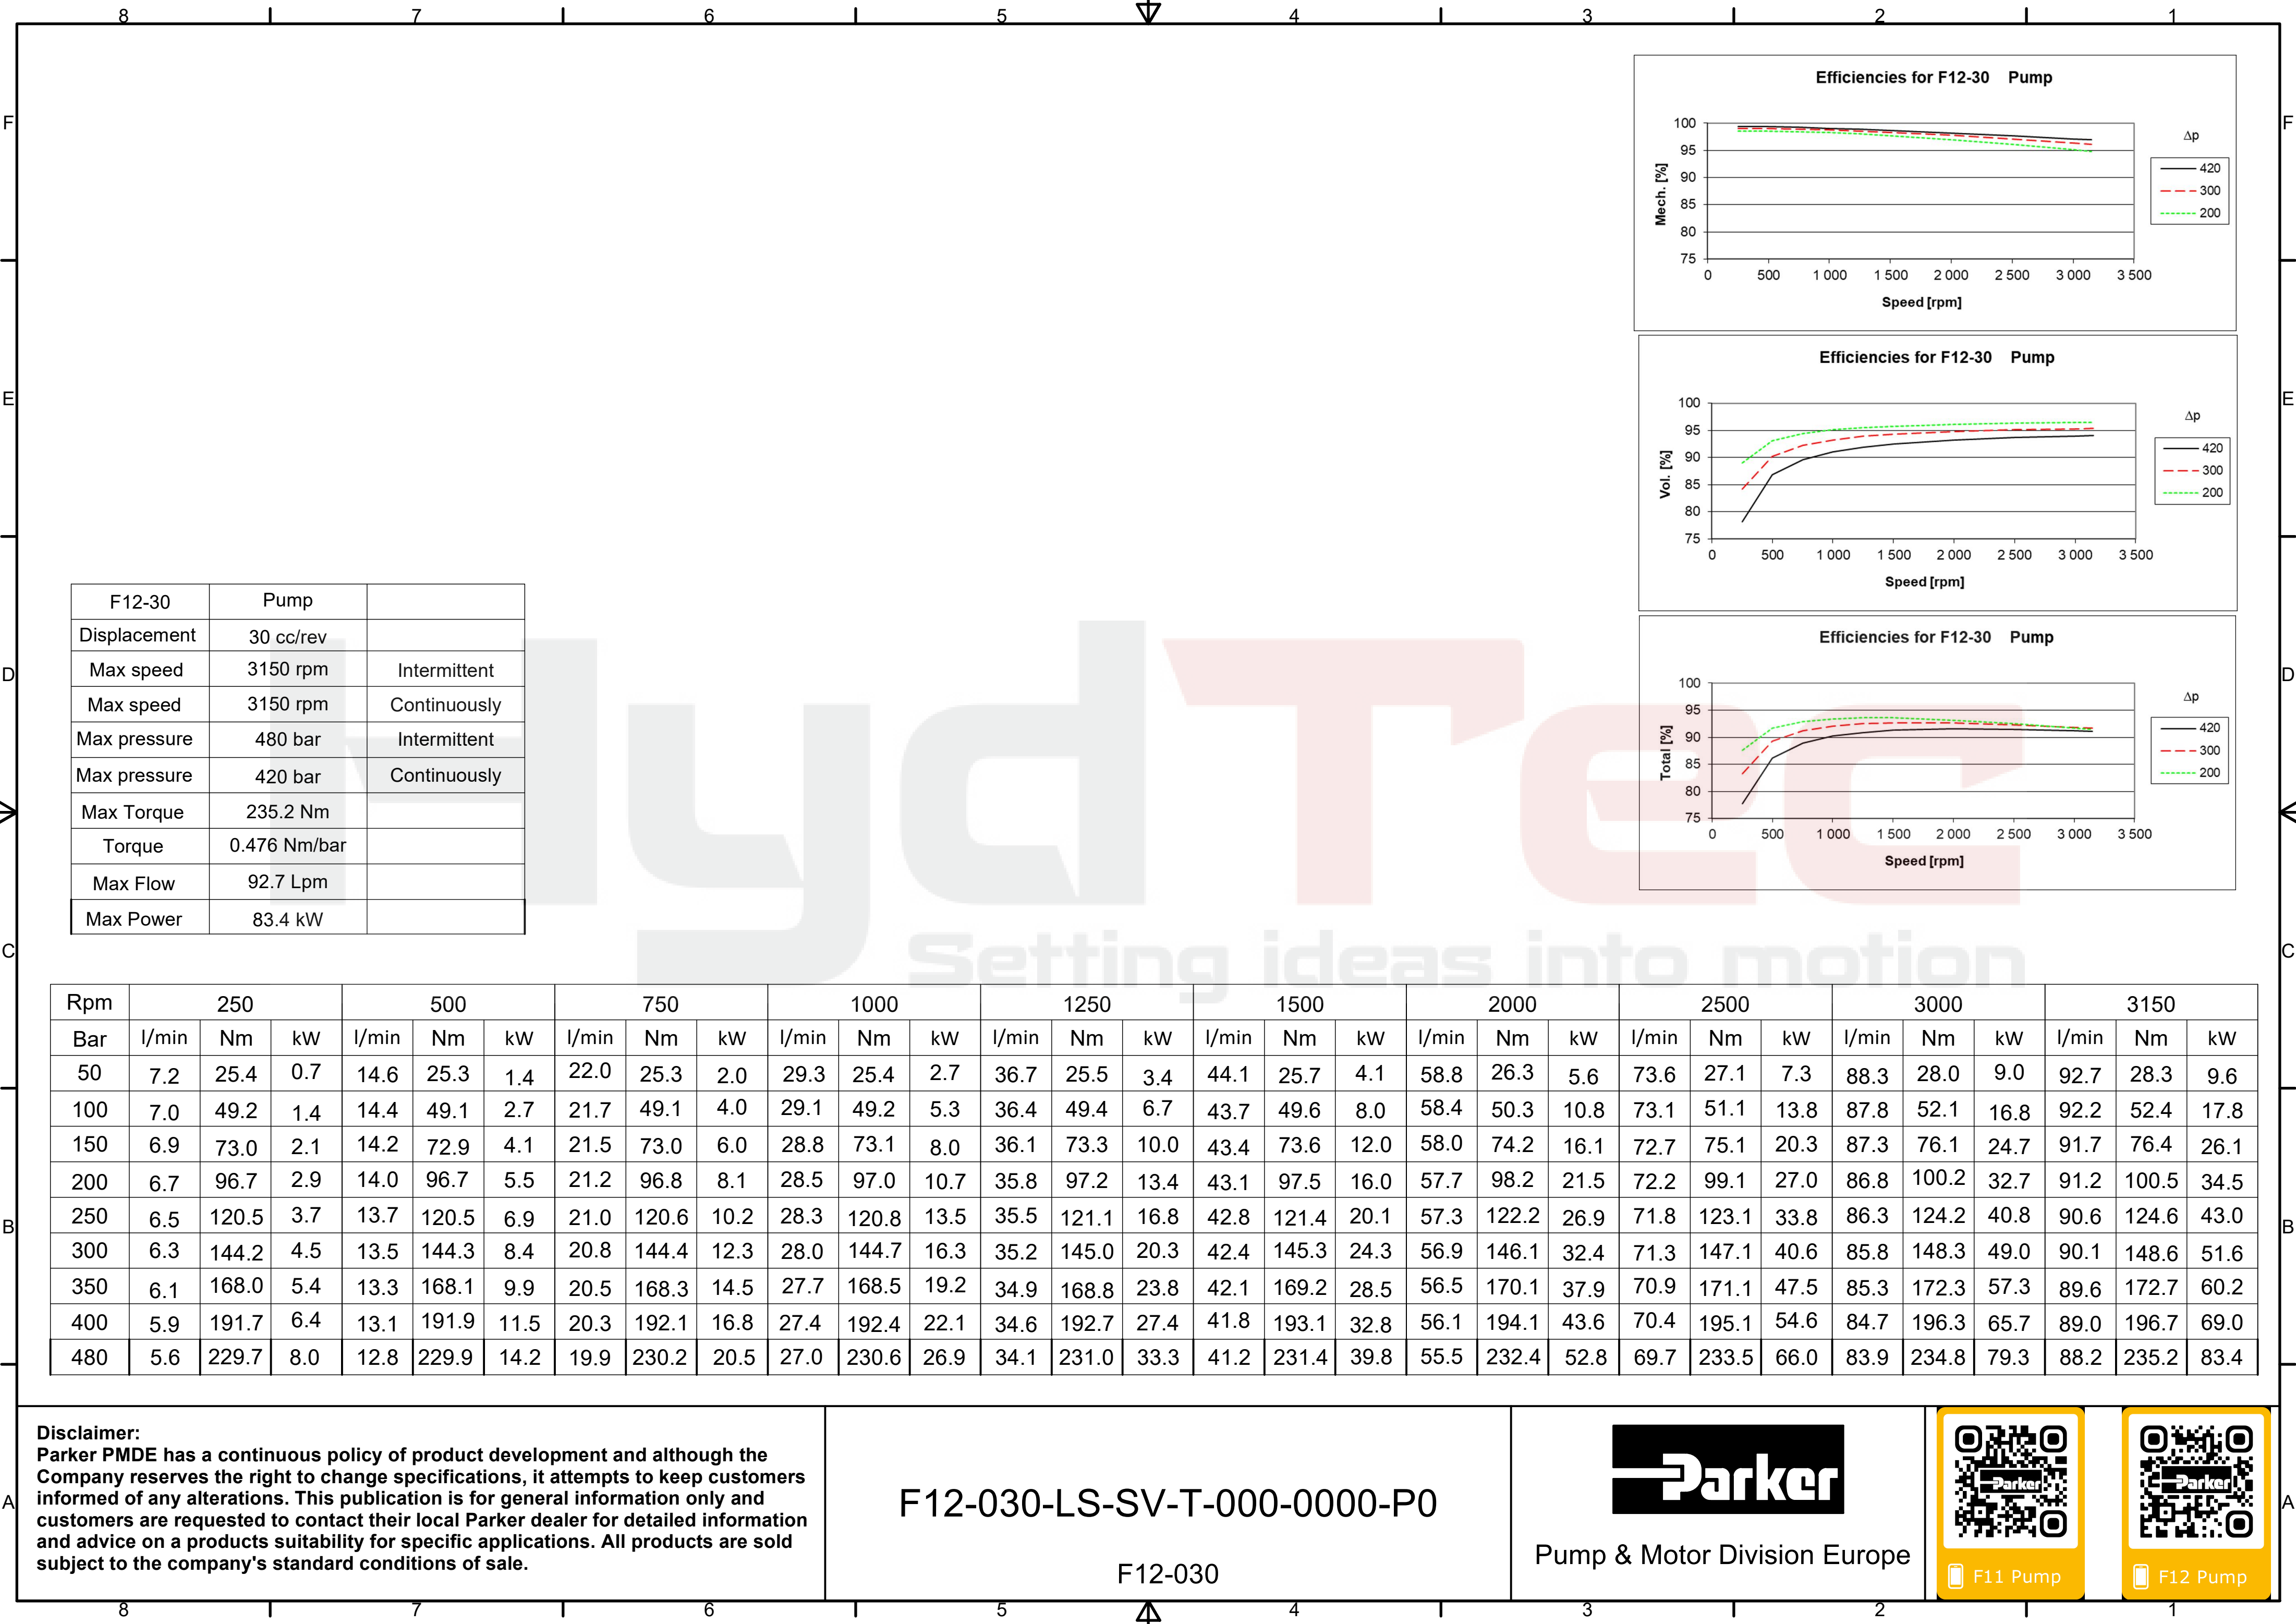 8 7 6 5 4 3 2 1
F F
E E
D D
C C
B B
A A
Efficiencies for F12-30 Pump
Mech. [%]
100
95
90
85
80
75
0 500 1 000 1 500 2 000 2 500 3 000 3 500
Speed [rpm]
Δp
420
300
200
Efficiencies for F12-30 Pump
Vol. [%]
100
95
90
85
80
75
0 500 1 000 1 500 2 000 2 500 3 000 3 500
Speed [rpm]
Δp
420
300
200
Efficiencies for F12-30 Pump
Total [%]
100
95
90
85
80
75
0 500 1 000 1 500 2 000 2 500 3 000 3 500
Speed [rpm]
Δp
420
300
200
HydTec
Setting ideas into motion
F12-30 Pump
Displacement 30 cc/rev
Max speed 3150 rpm Intermittent
Max speed 3150 rpm Continuously
Max pressure 480 bar Intermittent
Max pressure 420 bar Continuously
Max Torque 235.2 Nm
Torque 0.476 Nm/bar
Max Flow 92.7 Lpm
Max Power 83.4 kW
Rpm 250 500 750 1000 1250 1500 2000 2500 3000 3150
Bar l/min Nm kW l/min Nm kW l/min Nm kW l/min Nm kW l/min Nm kW l/min Nm kW l/min Nm kW l/min Nm kW l/min Nm kW l/min Nm kW
50 7.2 25.4 0.7 14.6 25.3 1.4 22.0 25.3 2.0 29.3 25.4 2.7 36.7 25.5 3.4 44.1 25.7 4.1 58.8 26.3 5.6 73.6 27.1 7.3 88.3 28.0 9.0 92.7 28.3 9.6
100 7.0 49.2 1.4 14.4 49.1 2.7 21.7 49.1 4.0 29.1 49.2 5.3 36.4 49.4 6.7 43.7 49.6 8.0 58.4 50.3 10.8 73.1 51.1 13.8 87.8 52.1 16.8 92.2 52.4 17.8
150 6.9 73.0 2.1 14.2 72.9 4.1 21.5 73.0 6.0 28.8 73.1 8.0 36.1 73.3 10.0 43.4 73.6 12.0 58.0 74.2 16.1 72.7 75.1 20.3 87.3 76.1 24.7 91.7 76.4 26.1
200 6.7 96.7 2.9 14.0 96.7 5.5 21.2 96.8 8.1 28.5 97.0 10.7 35.8 97.2 13.4 43.1 97.5 16.0 57.7 98.2 21.5 72.2 99.1 27.0 86.8 100.2 32.7 91.2 100.5 34.5
250 6.5 120.5 3.7 13.7 120.5 6.9 21.0 120.6 10.2 28.3 120.8 13.5 35.5 121.1 16.8 42.8 121.4 20.1 57.3 122.2 26.9 71.8 123.1 33.8 86.3 124.2 40.8 90.6 124.6 43.0
300 6.3 144.2 4.5 13.5 144.3 8.4 20.8 144.4 12.3 28.0 144.7 16.3 35.2 145.0 20.3 42.4 145.3 24.3 56.9 146.1 32.4 71.3 147.1 40.6 85.8 148.3 49.0 90.1 148.6 51.6
350 6.1 168.0 5.4 13.3 168.1 9.9 20.5 168.3 14.5 27.7 168.5 19.2 34.9 168.8 23.8 42.1 169.2 28.5 56.5 170.1 37.9 70.9 171.1 47.5 85.3 172.3 57.3 89.6 172.7 60.2
400 5.9 191.7 6.4 13.1 191.9 11.5 20.3 192.1 16.8 27.4 192.4 22.1 34.6 192.7 27.4 41.8 193.1 32.8 56.1 194.1 43.6 70.4 195.1 54.6 84.7 196.3 65.7 89.0 196.7 69.0
480 5.6 229.7 8.0 12.8 229.9 14.2 19.9 230.2 20.5 27.0 230.6 26.9 34.1 231.0 33.3 41.2 231.4 39.8 55.5 232.4 52.8 69.7 233.5 66.0 83.9 234.8 79.3 88.2 235.2 83.4
Disclaimer:
Parker PMDE has a continuous policy of product development and although the
Company reserves the right to change specifications, it attempts to keep customers
informed of any alterations. This publication is for general information only and
customers are requested to contact their local Parker dealer for detailed information
and advice on a products suitability for specific applications. All products are sold
subject to the company's standard conditions of sale.
F12-030-LS-SV-T-000-0000-P0
F12-030
Parker
Pump & Motor Division Europe
Parker
F11 Pump
Parker
F12 Pump
8 7 6 5 4 3 2 1